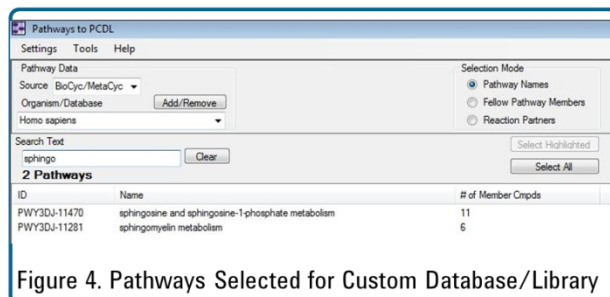 Pathways to PCDL
Settings Tools Help
Pathway Data
Source BioCyc/MetaCyc
Organism/Database Add/Remove
Homo sapiens
Selection Mode
Pathway Names
Fellow Pathway Members
Reaction Partners
Search Text
sphingo Clear
2 Pathways
Select Highlighted
Select All
ID Name # of Member Cmpds
PWY3DJ-11470 sphingosine and sphingosine-1-phosphate metabolism 11
PWY3DJ-11281 sphingomyelin metabolism 6
Figure 4. Pathways Selected for Custom Database/Library